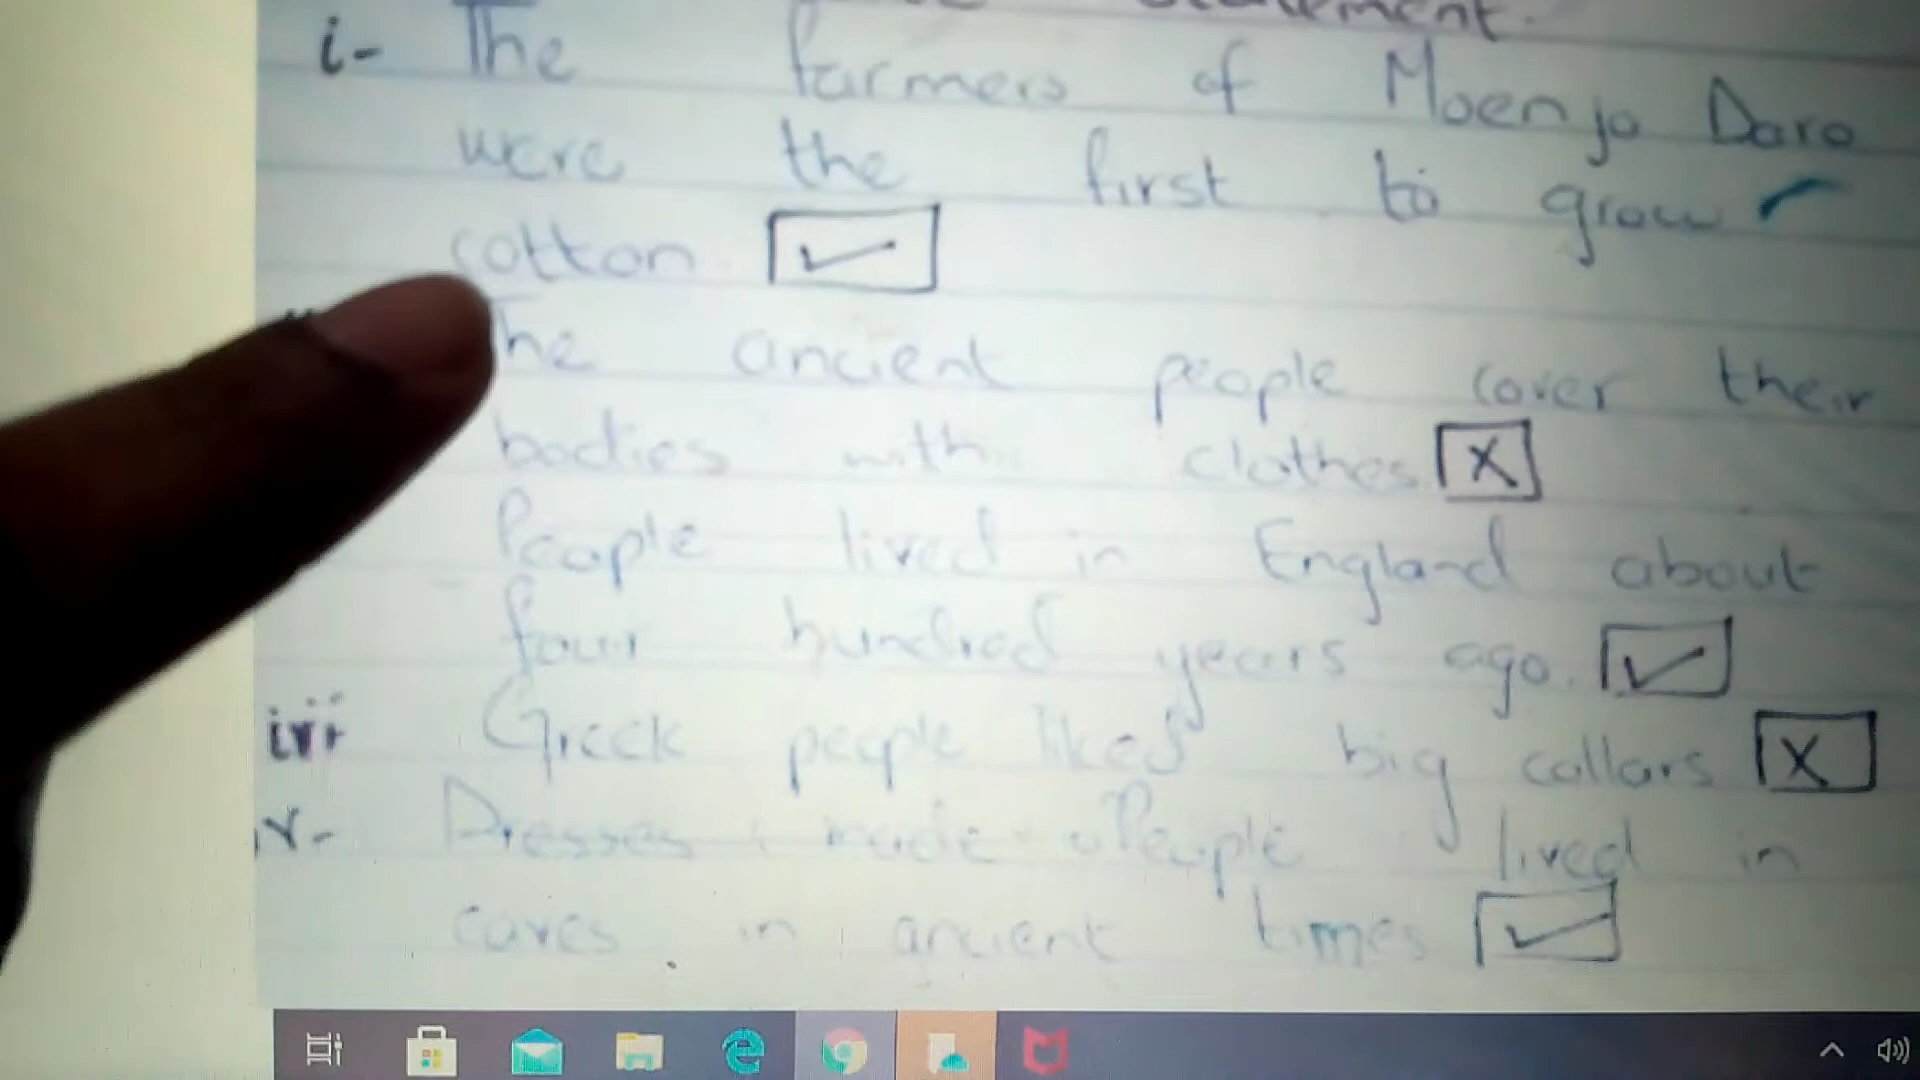 statement.
i- The farmers of Moenjo Daro
were the first to grow
cotton. ✓
The ancient people cover their
bodies with clothes. X
People lived in England about
four hundred years ago. ✓
iv- Greek people liked big collars X
v- Dresses made People lived in
caves in ancient times ✓